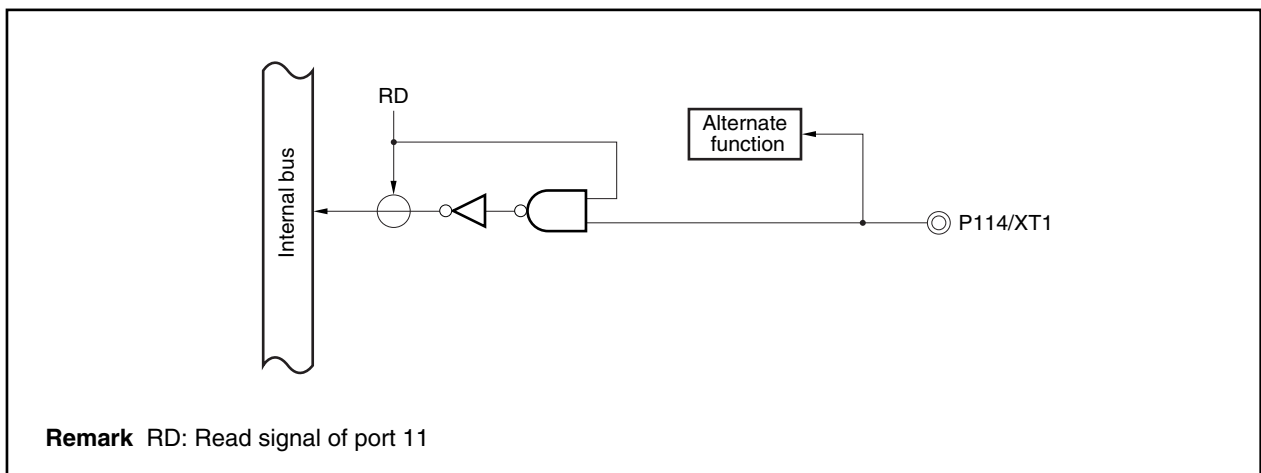 RD
Alternate
function
Internal bus
P114/XT1
Remark RD: Read signal of port 11